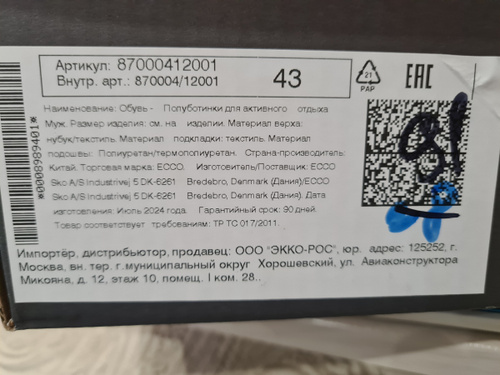 Артикул: 87000412001
Внутр. арт.: 870004/12001
43
21
PAP
EAC
*0000898940​1*
Наименование: Обувь - Полуботинки для активного отдыха
Муж. Размер изделия: см. на изделии. Материал верха:
нубук/текстиль. Материал подкладки: текстиль. Материал
подошвы: Полиуретан/термополиуретан. Страна-производитель:
Китай. Торговая марка: ECCO. Изготовитель/Поставщик: ECCO
Sko A/S Industrivej 5 DK-6261 Bredebro, Denmark (Дания)/ECCO
Sko A/S Industrivej 5 DK-6261 Bredebro, Denmark (Дания). Дата
изготовления: Июль 2024 года. Гарантийный срок: 90 дней.
Товар соответствует требованиям: ТР ТС 017/2011.
Импортёр, дистрибьютор, продавец: ООО "ЭККО-РОС", юр. адрес: 125252, г.
Москва, вн. тер. г.муниципальный округ Хорошевский, ул. Авиаконструктора
Микояна, д. 12, этаж 10, помещ. I ком. 28..